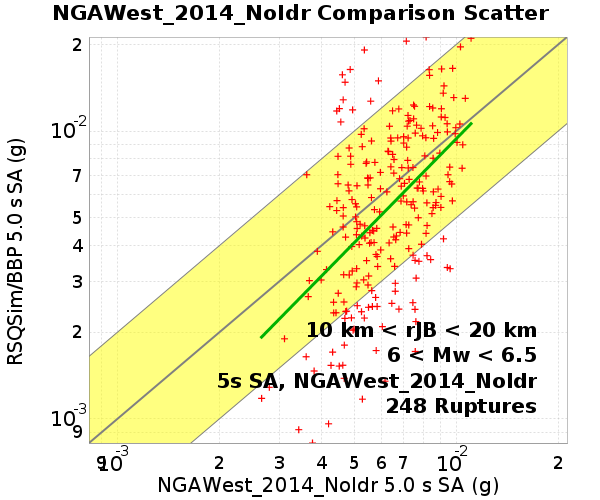 NGAWest_2014_NoIdr Comparison Scatter
RSQSim/BBP 5.0 s SA (g)
2
10⁻²
7
5
4
3
2
10⁻³
9
10 km < rJB < 20 km
6 < Mw < 6.5
5s SA, NGAWest_2014_NoIdr
248 Ruptures
9 10⁻³ 2 3 4 5 6 7 10⁻² 2
NGAWest_2014_NoIdr 5.0 s SA (g)